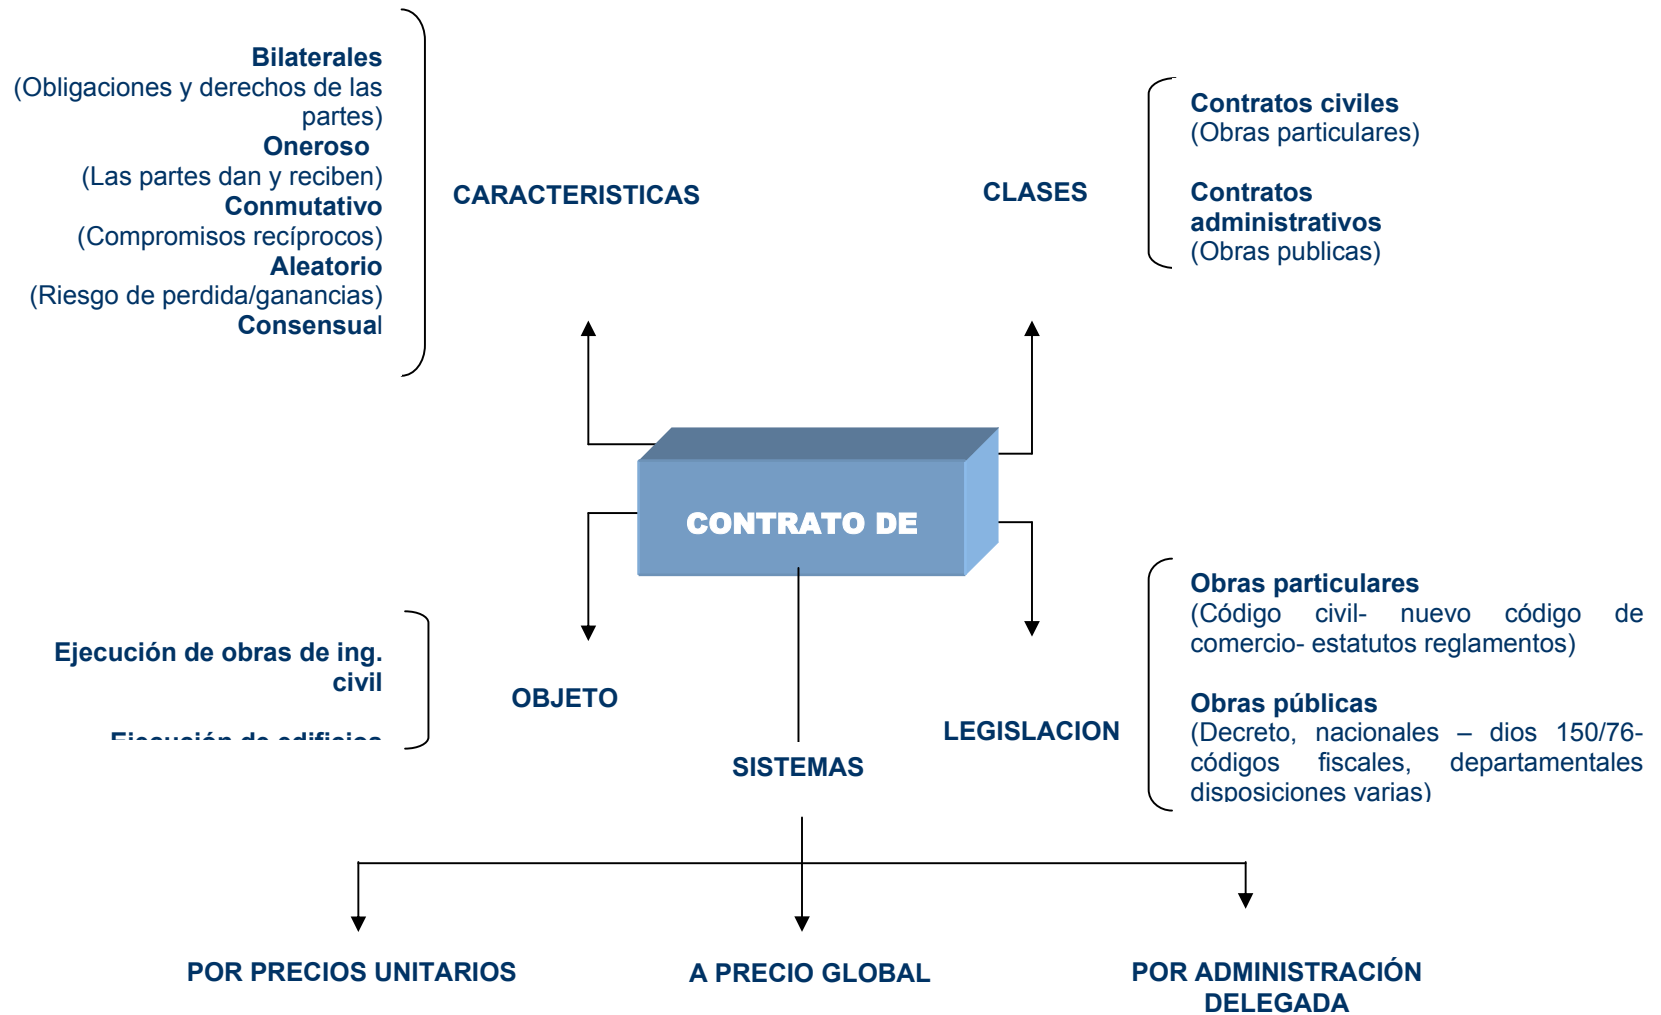 Bilaterales
(Obligaciones y derechos de las
partes)
Oneroso
(Las partes dan y reciben)
Conmutativo
(Compromisos recíprocos)
Aleatorio
(Riesgo de perdida/ganancias)
Consensual
CARACTERISTICAS
CLASES
Contratos civiles
(Obras particulares)
Contratos
administrativos
(Obras publicas)
CONTRATO DE
Ejecución de obras de ing.
civil
Ejecución de edificios
OBJETO
SISTEMAS
LEGISLACION
Obras particulares
(Código civil- nuevo código de
comercio- estatutos reglamentos)
Obras públicas
(Decreto, nacionales – dios 150/76-
códigos fiscales, departamentales
disposiciones varias)
POR PRECIOS UNITARIOS
A PRECIO GLOBAL
POR ADMINISTRACIÓN
DELEGADA